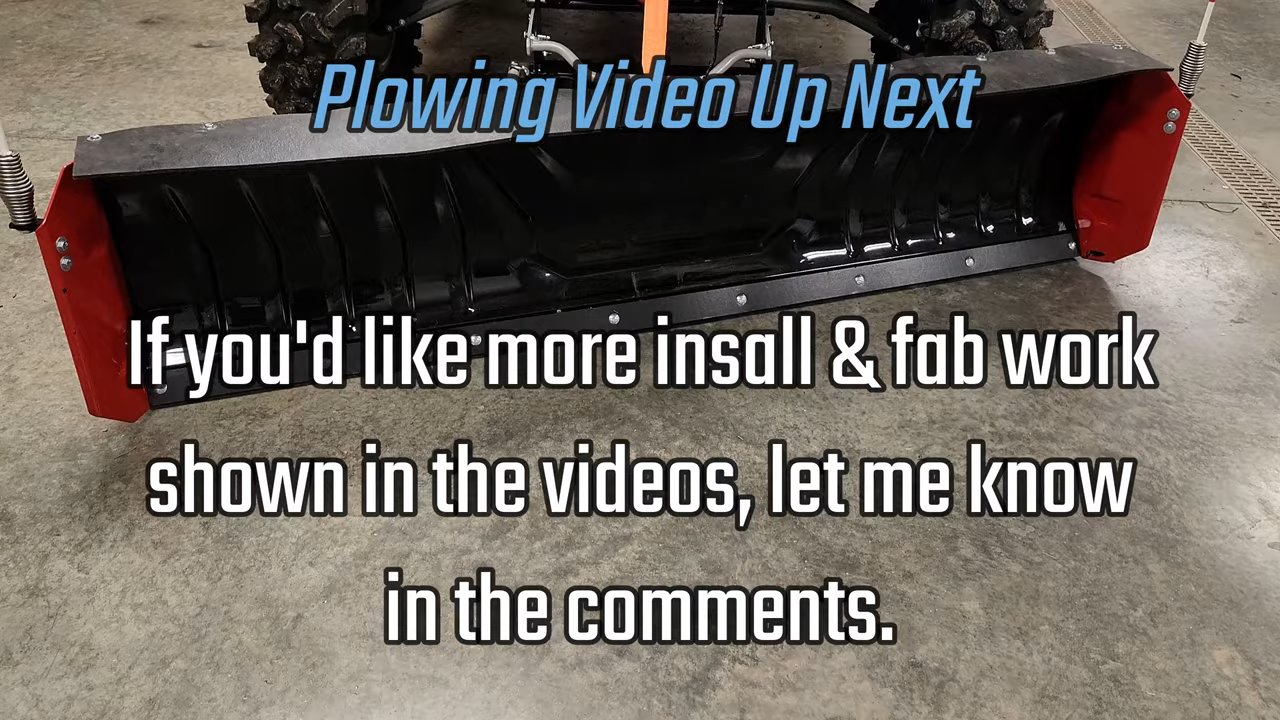 Plowing Video Up Next
If you'd like more insall & fab work
shown in the videos, let me know
in the comments.